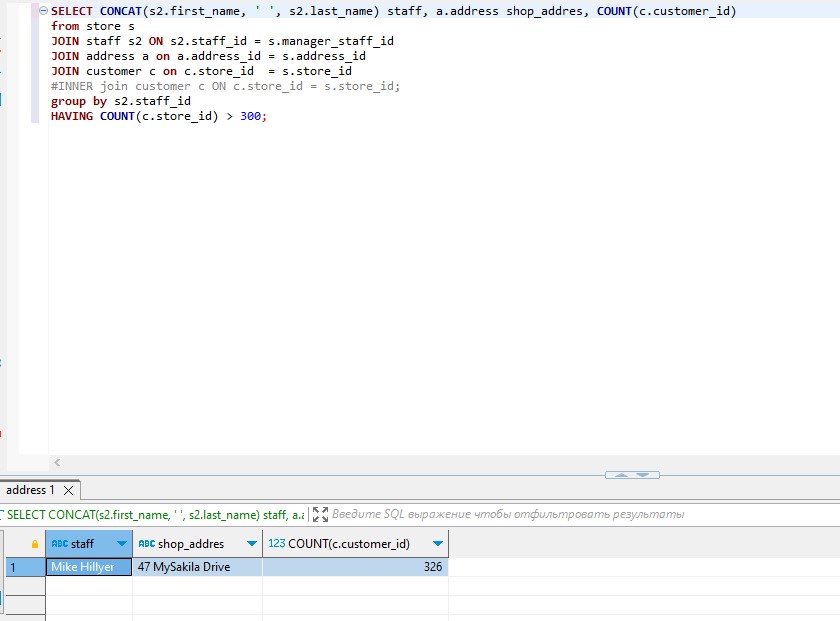 SELECT CONCAT(s2.first_name, ' ', s2.last_name) staff, a.address shop_addres, COUNT(c.customer_id)
from store s
JOIN staff s2 ON s2.staff_id = s.manager_staff_id
JOIN address a on a.address_id = s.address_id
JOIN customer c on c.store_id  = s.store_id
#INNER join customer c ON c.store_id = s.store_id;
group by s2.staff_id
HAVING COUNT(c.store_id) > 300;
address 1
SELECT CONCAT(s2.first_name, ' ', s2.last_name) staff, a.a
Введите SQL выражение чтобы отфильтровать результаты
ABC staff ABC shop_addres 123 COUNT(c.customer_id)
1 Mike Hillyer 47 MySakila Drive 326